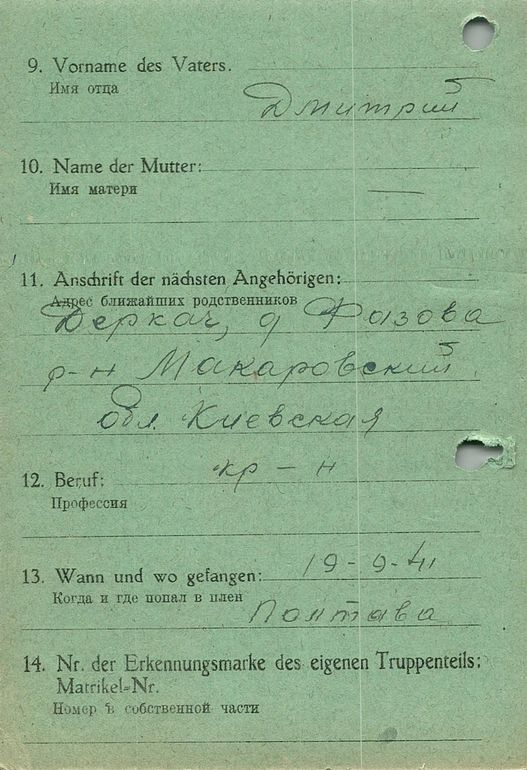 9. Vorname des Vaters.
Имя отца
Дмитрий
10. Name der Mutter:
Имя матери
—
11. Anschrift der nächsten Angehörigen:
Адрес ближайших родственников
Деркач, д Разова
р-н Макаровский
обл. Киевская
12. Beruf:
кр - н
Профессия
13. Wann und wo gefangen:
19-9-41
Когда и где попал в плен
Полтава
14. Nr. der Erkennungsmarke des eigenen Truppenteils:
Matrikel-Nr.
Номер в собственной части